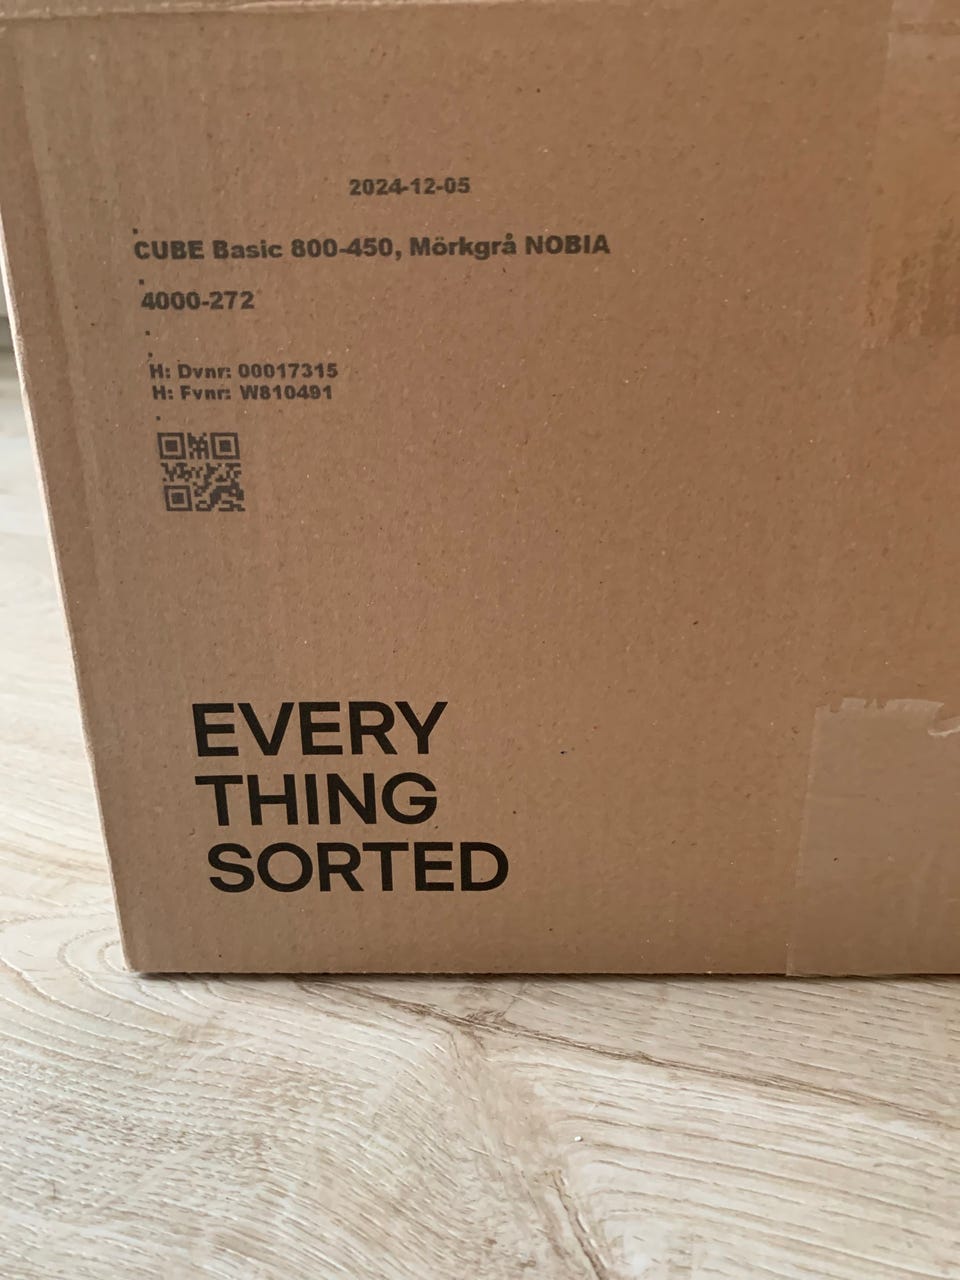 2024-12-05
CUBE Basic 800-450, Mörkgrå NOBIA
4000-272
H: Dvnr: 00017315
H: Fvnr: W810491
EVERY
THING
SORTED